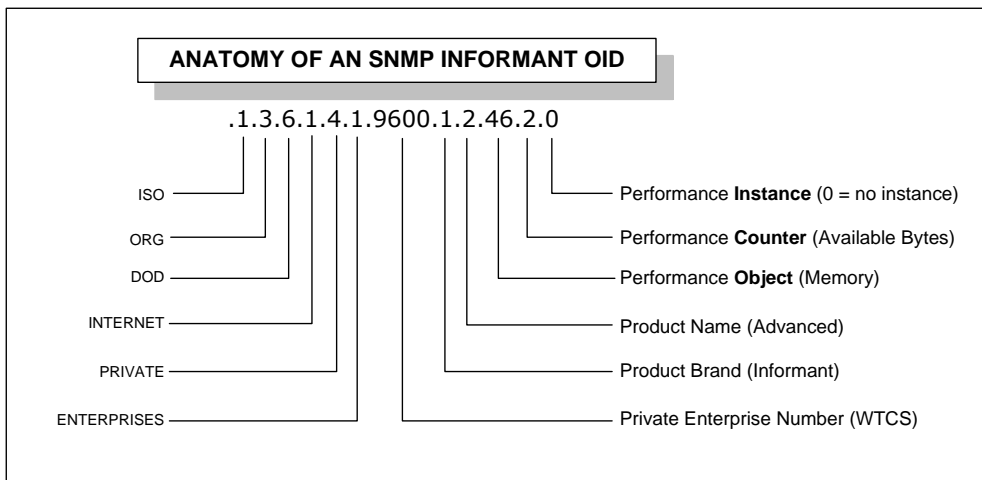 ANATOMY OF AN SNMP INFORMANT OID
.1.3.6.1.4.1.9600.1.2.46.2.0
ISO
ORG
DOD
INTERNET
PRIVATE
ENTERPRISES
Performance Instance (0 = no instance)
Performance Counter (Available Bytes)
Performance Object (Memory)
Product Name (Advanced)
Product Brand (Informant)
Private Enterprise Number (WTCS)